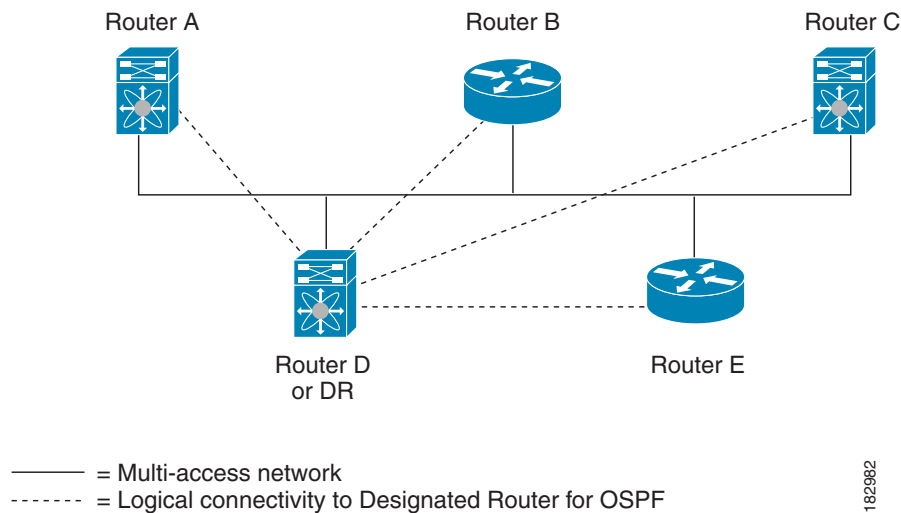 Router A
Router B
Router C
Router D
or DR
Router E
= Multi-access network
= Logical connectivity to Designated Router for OSPF
182982